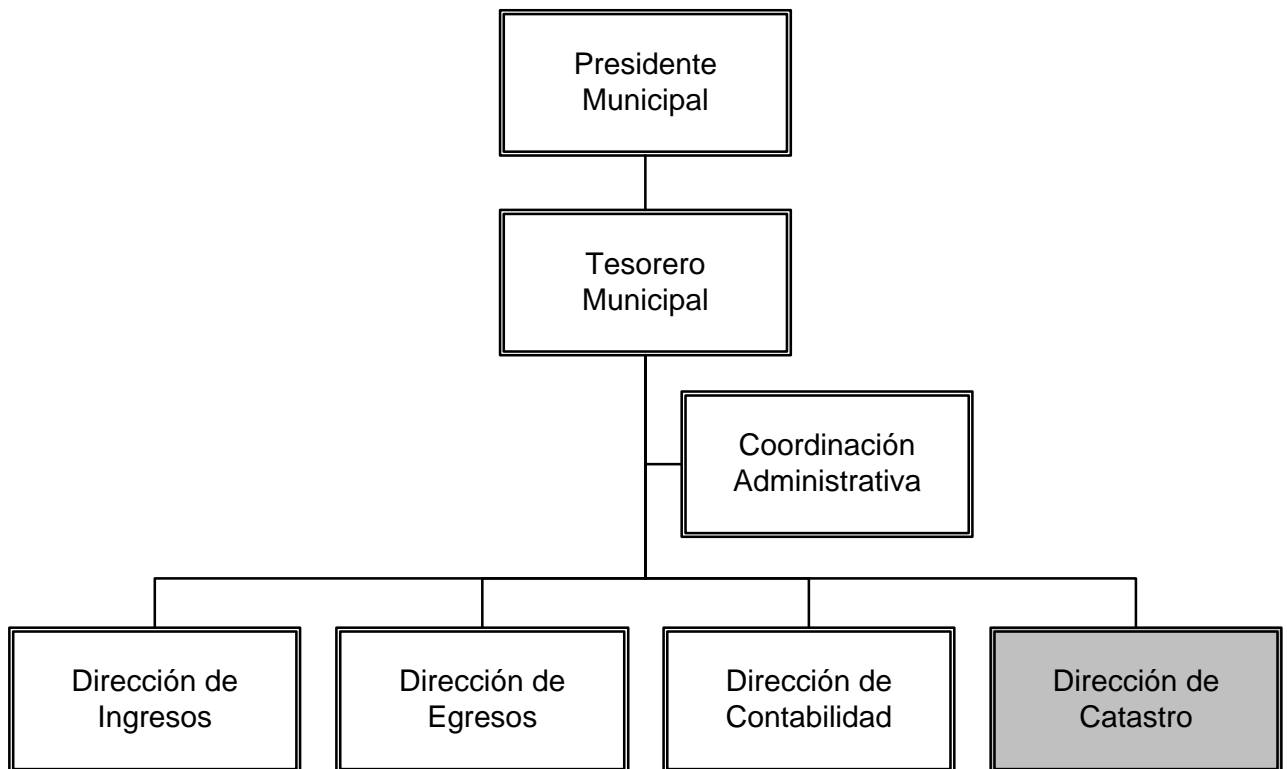 Presidente
Municipal
Tesorero
Municipal
Coordinación
Administrativa
Dirección de
Ingresos
Dirección de
Egresos
Dirección de
Contabilidad
Dirección de
Catastro